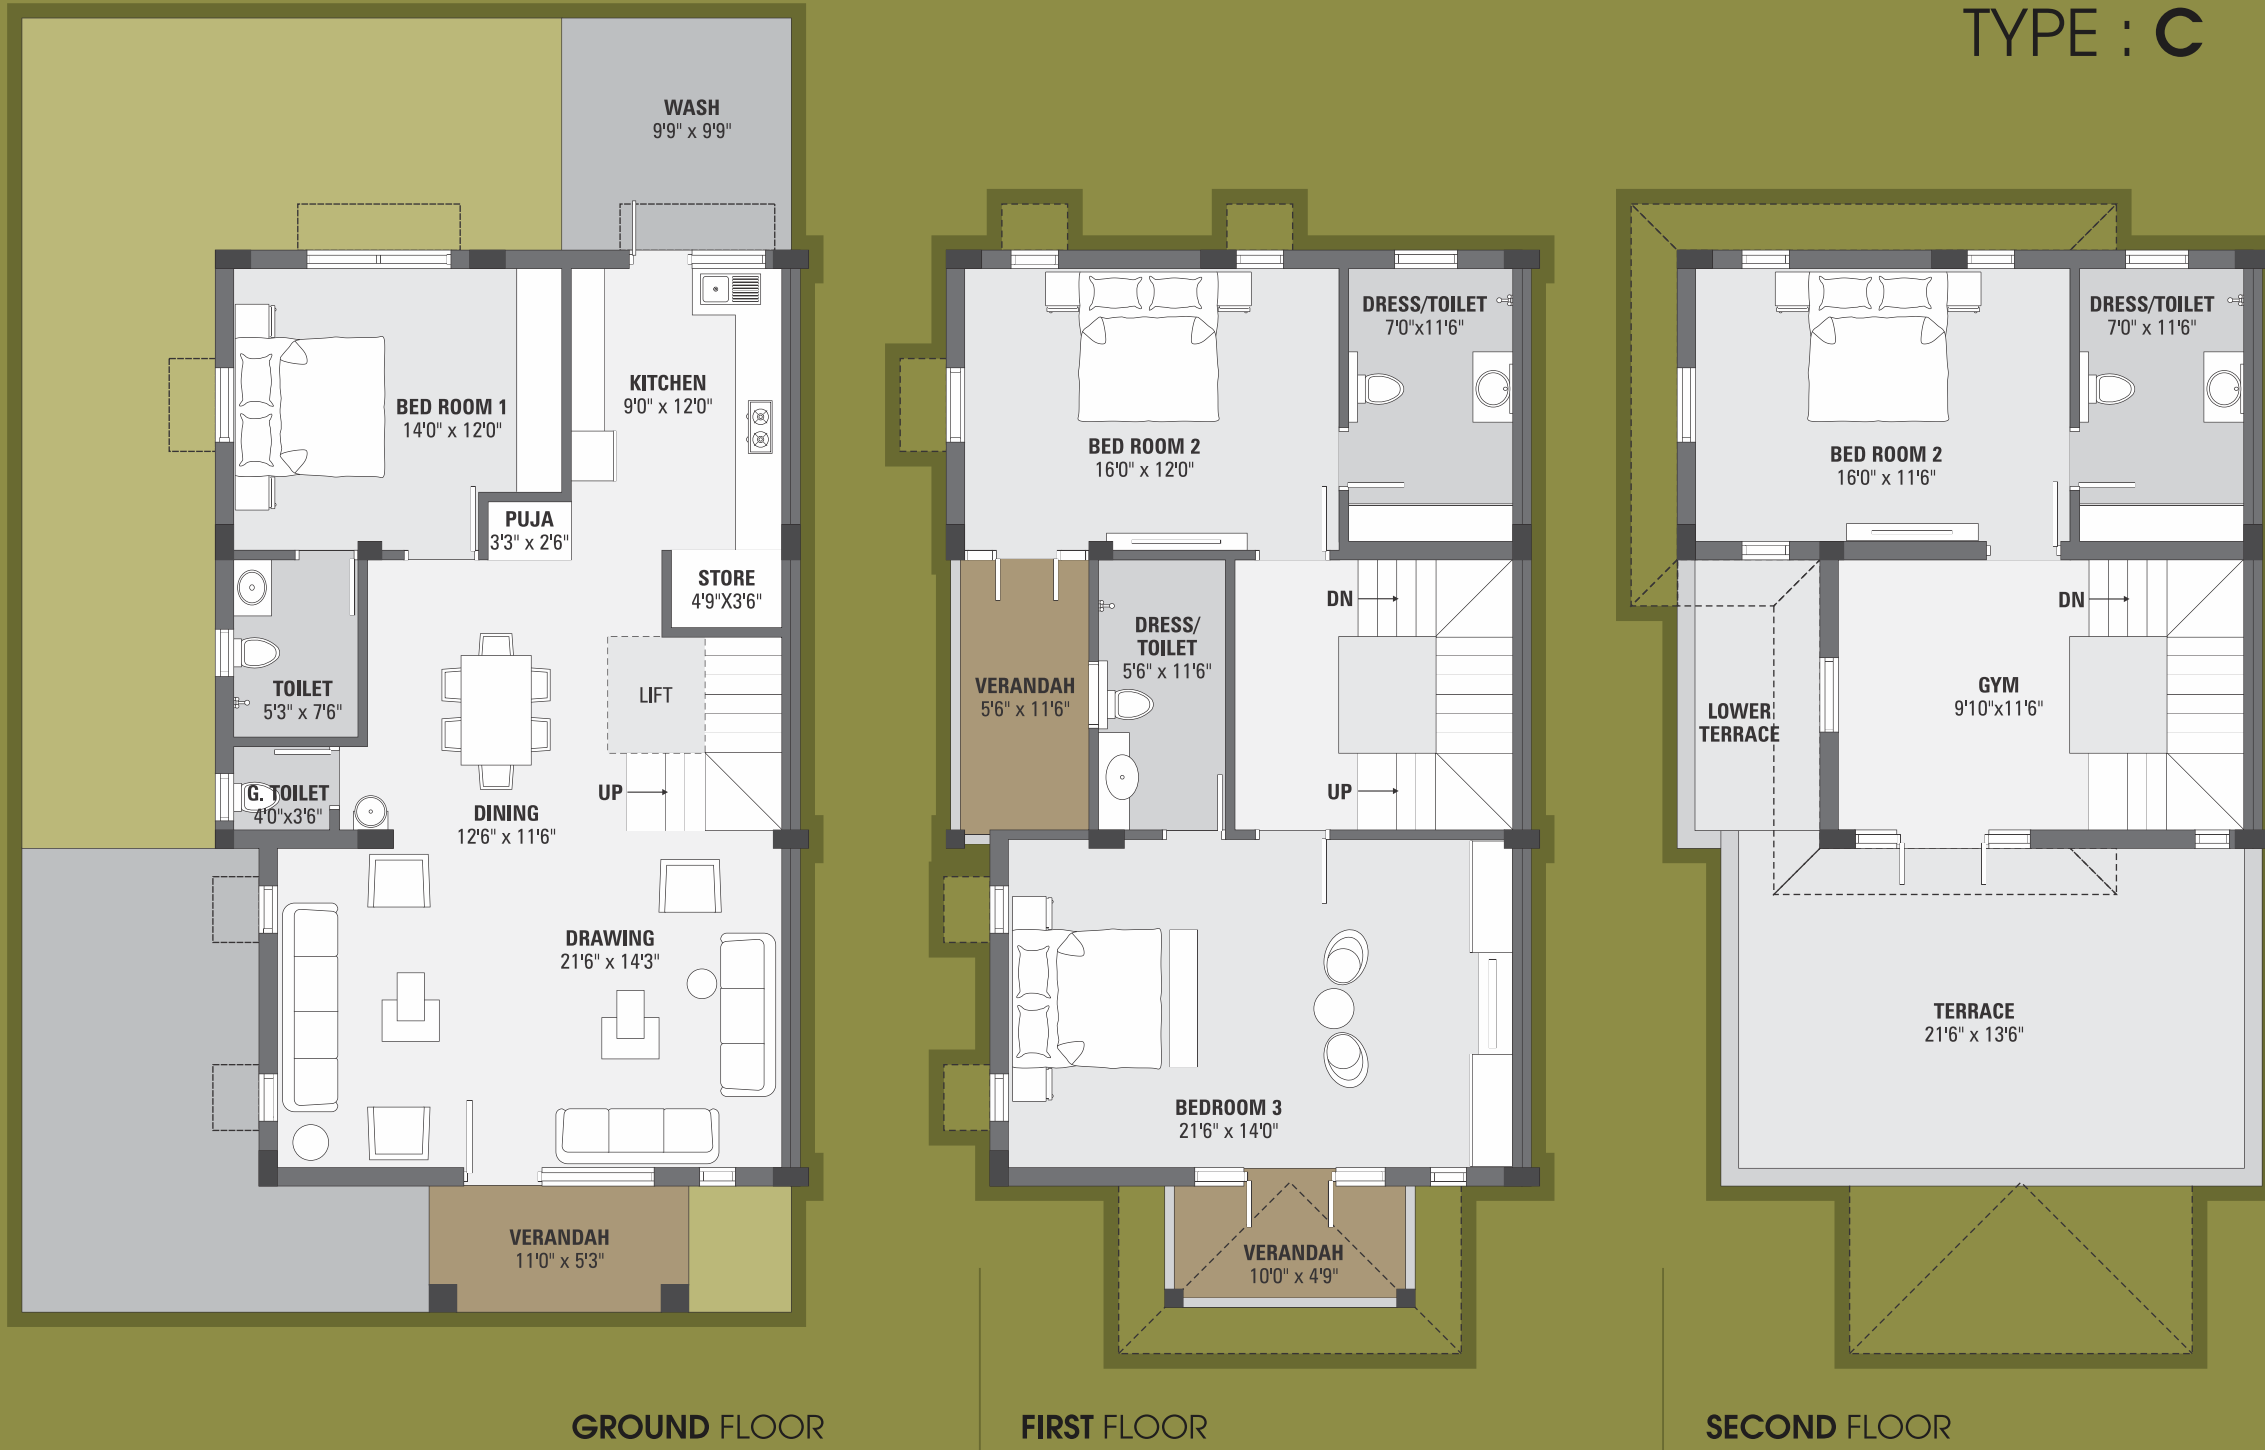 TYPE : C
WASH
9'9" x 9'9"
KITCHEN
9'0" x 12'0"
BED ROOM 1
14'0" x 12'0"
PUJA
3'3" x 2'6"
STORE
4'9"X3'6"
TOILET
5'3" x 7'6"
LIFT
G. TOILET
4'0"x3'6"
UP
DINING
12'6" x 11'6"
DRAWING
21'6" x 14'3"
VERANDAH
11'0" x 5'3"
GROUND FLOOR
DRESS/TOILET
7'0"x11'6"
BED ROOM 2
16'0" x 12'0"
DN
DRESS/
TOILET
5'6" x 11'6"
VERANDAH
5'6" x 11'6"
UP
BEDROOM 3
21'6" x 14'0"
VERANDAH
10'0" x 4'9"
FIRST FLOOR
DRESS/TOILET
7'0" x 11'6"
BED ROOM 2
16'0" x 11'6"
DN
GYM
9'10"x11'6"
LOWER
TERRACE
TERRACE
21'6" x 13'6"
SECOND FLOOR